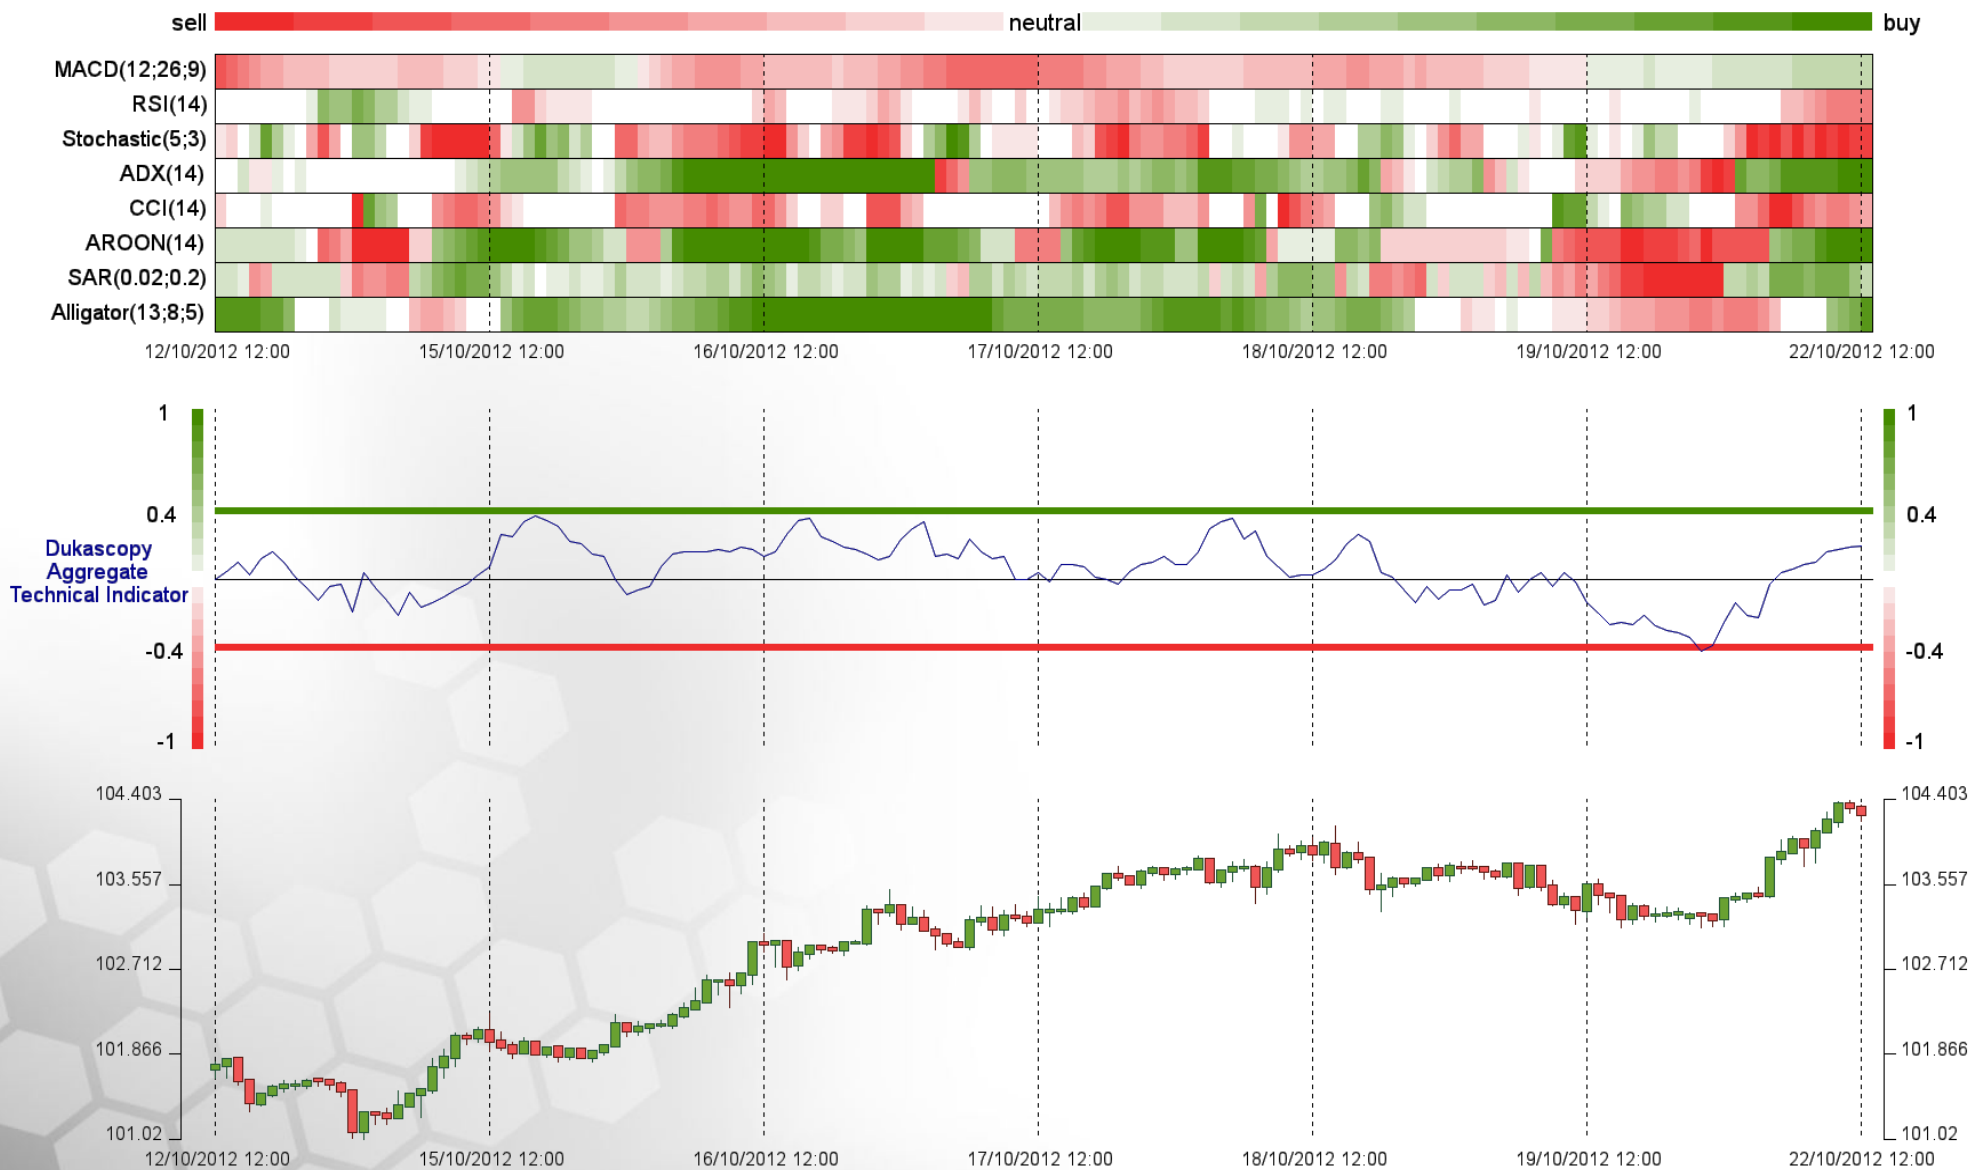 sell neutral buy
MACD(12;26;9)
RSI(14)
Stochastic(5;3)
ADX(14)
CCI(14)
AROON(14)
SAR(0.02;0.2)
Alligator(13;8;5)
12/10/2012 12:00 15/10/2012 12:00 16/10/2012 12:00 17/10/2012 12:00 18/10/2012 12:00 19/10/2012 12:00 22/10/2012 12:00
1 1
0.4 0.4
Dukascopy
Aggregate
Technical Indicator
-0.4 -0.4
-1 -1
104.403 104.403
103.557 103.557
102.712 102.712
101.866 101.866
101.02 101.02
12/10/2012 12:00 15/10/2012 12:00 16/10/2012 12:00 17/10/2012 12:00 18/10/2012 12:00 19/10/2012 12:00 22/10/2012 12:00